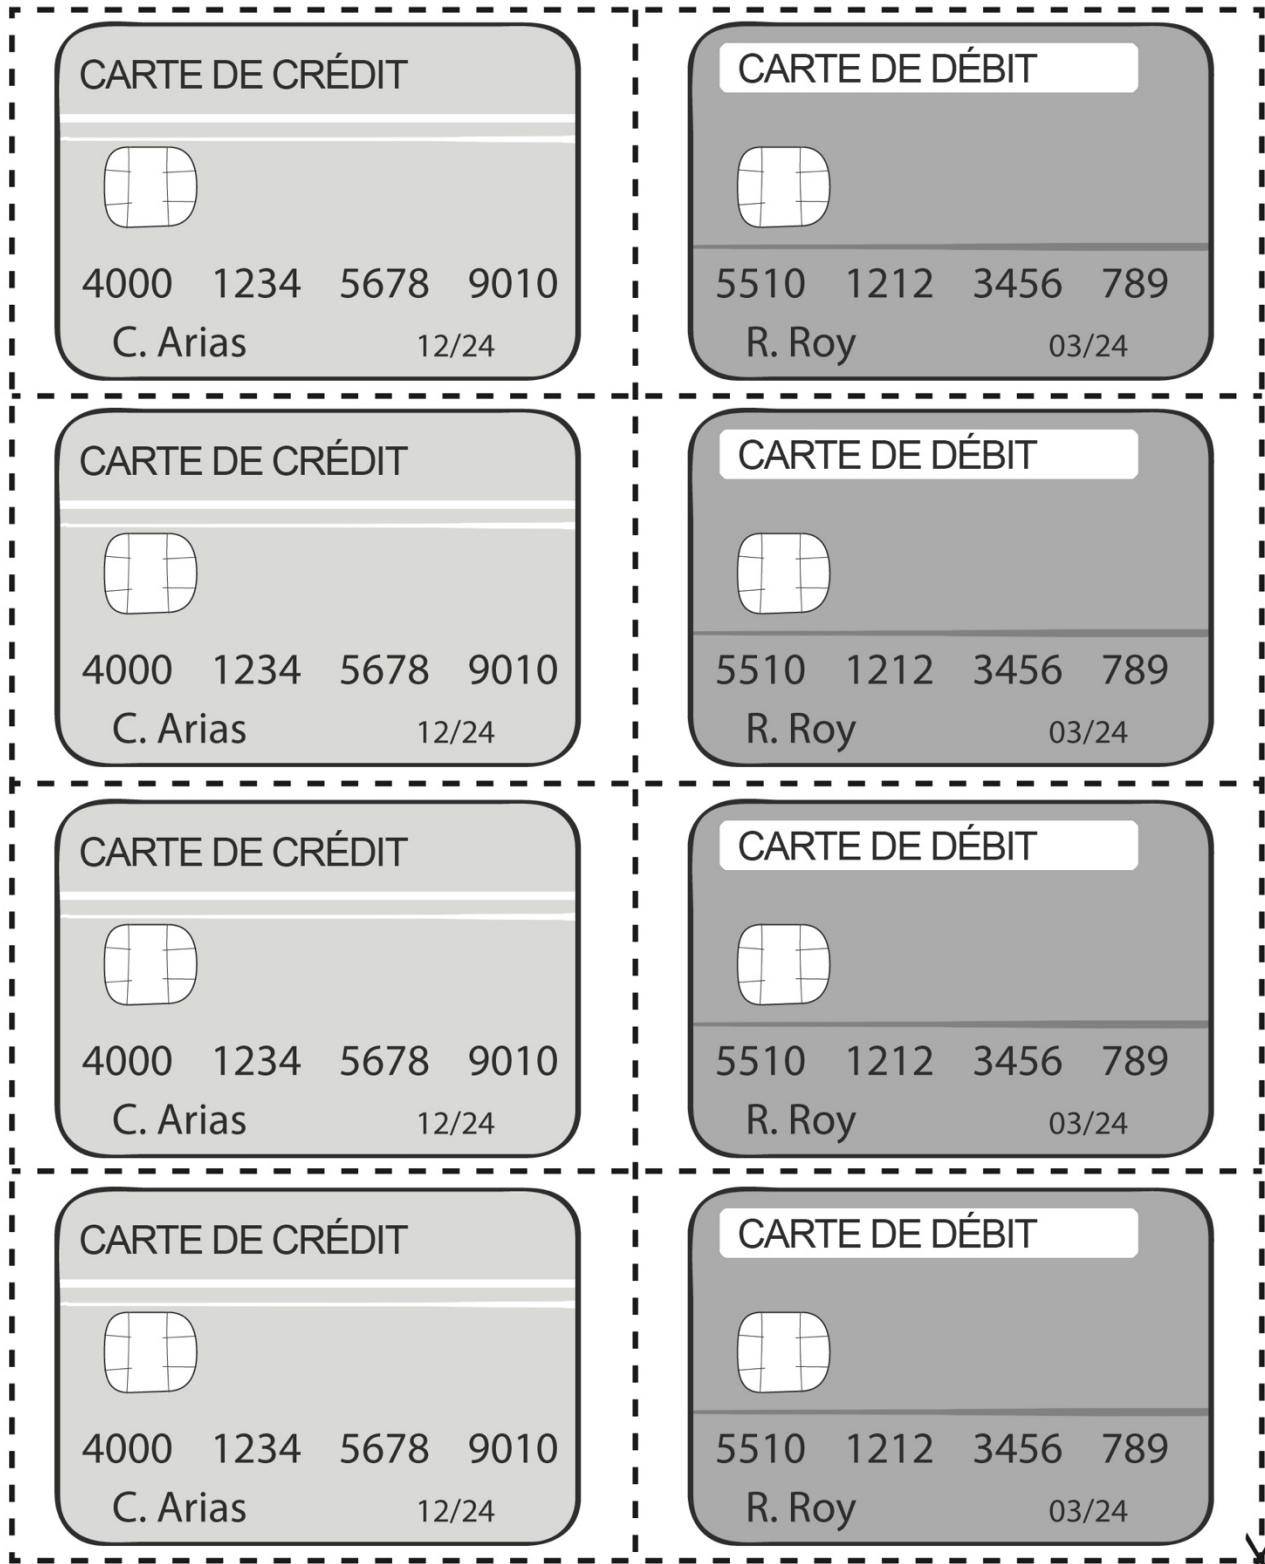 CARTE DE CRÉDIT
4000 1234 5678 9010
C. Arias 12/24
CARTE DE DÉBIT
5510 1212 3456 789
R. Roy 03/24
CARTE DE CRÉDIT
4000 1234 5678 9010
C. Arias 12/24
CARTE DE DÉBIT
5510 1212 3456 789
R. Roy 03/24
CARTE DE CRÉDIT
4000 1234 5678 9010
C. Arias 12/24
CARTE DE DÉBIT
5510 1212 3456 789
R. Roy 03/24
CARTE DE CRÉDIT
4000 1234 5678 9010
C. Arias 12/24
CARTE DE DÉBIT
5510 1212 3456 789
R. Roy 03/24